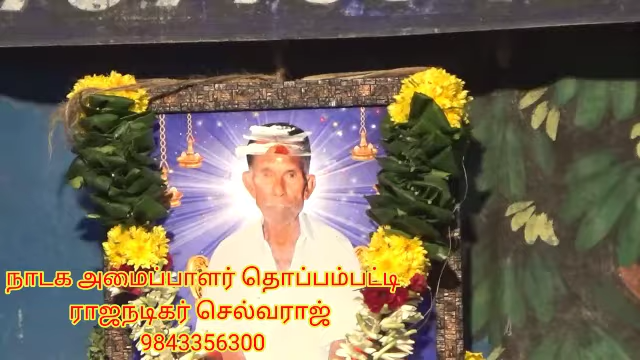 நாடக அமைப்பாளர் தொப்பம்பட்டி
ராஜநடிகர் செல்வராஜ்
9843356300